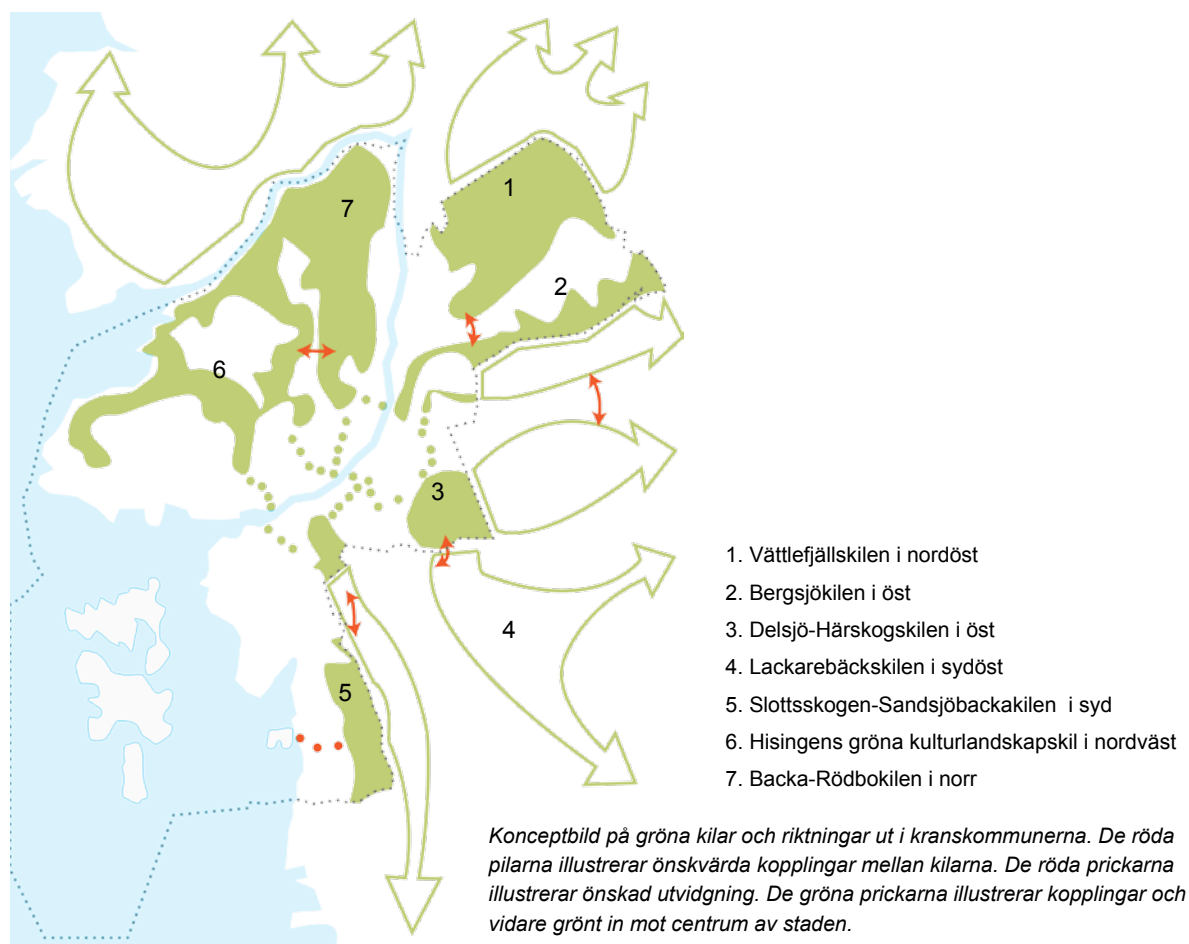 1
7
2
6
3
4
5
1. Vättlefjällskilen i nordöst
2. Bergsjökilen i öst
3. Delsjö-Härskogskilen i öst
4. Lackarebäckskilen i sydöst
5. Slottsskogen-Sandsjöbackakilen i syd
6. Hisingens gröna kulturlandskapskil i nordväst
7. Backa-Rödbokilen i norr
Konceptbild på gröna kilar och riktningar ut i kranskommunerna. De röda
pilarna illustrerar önskvärda kopplingar mellan kilarna. De röda prickarna
illustrerar önskad utvidgning. De gröna prickarna illustrerar kopplingar och
vidare grönt in mot centrum av staden.